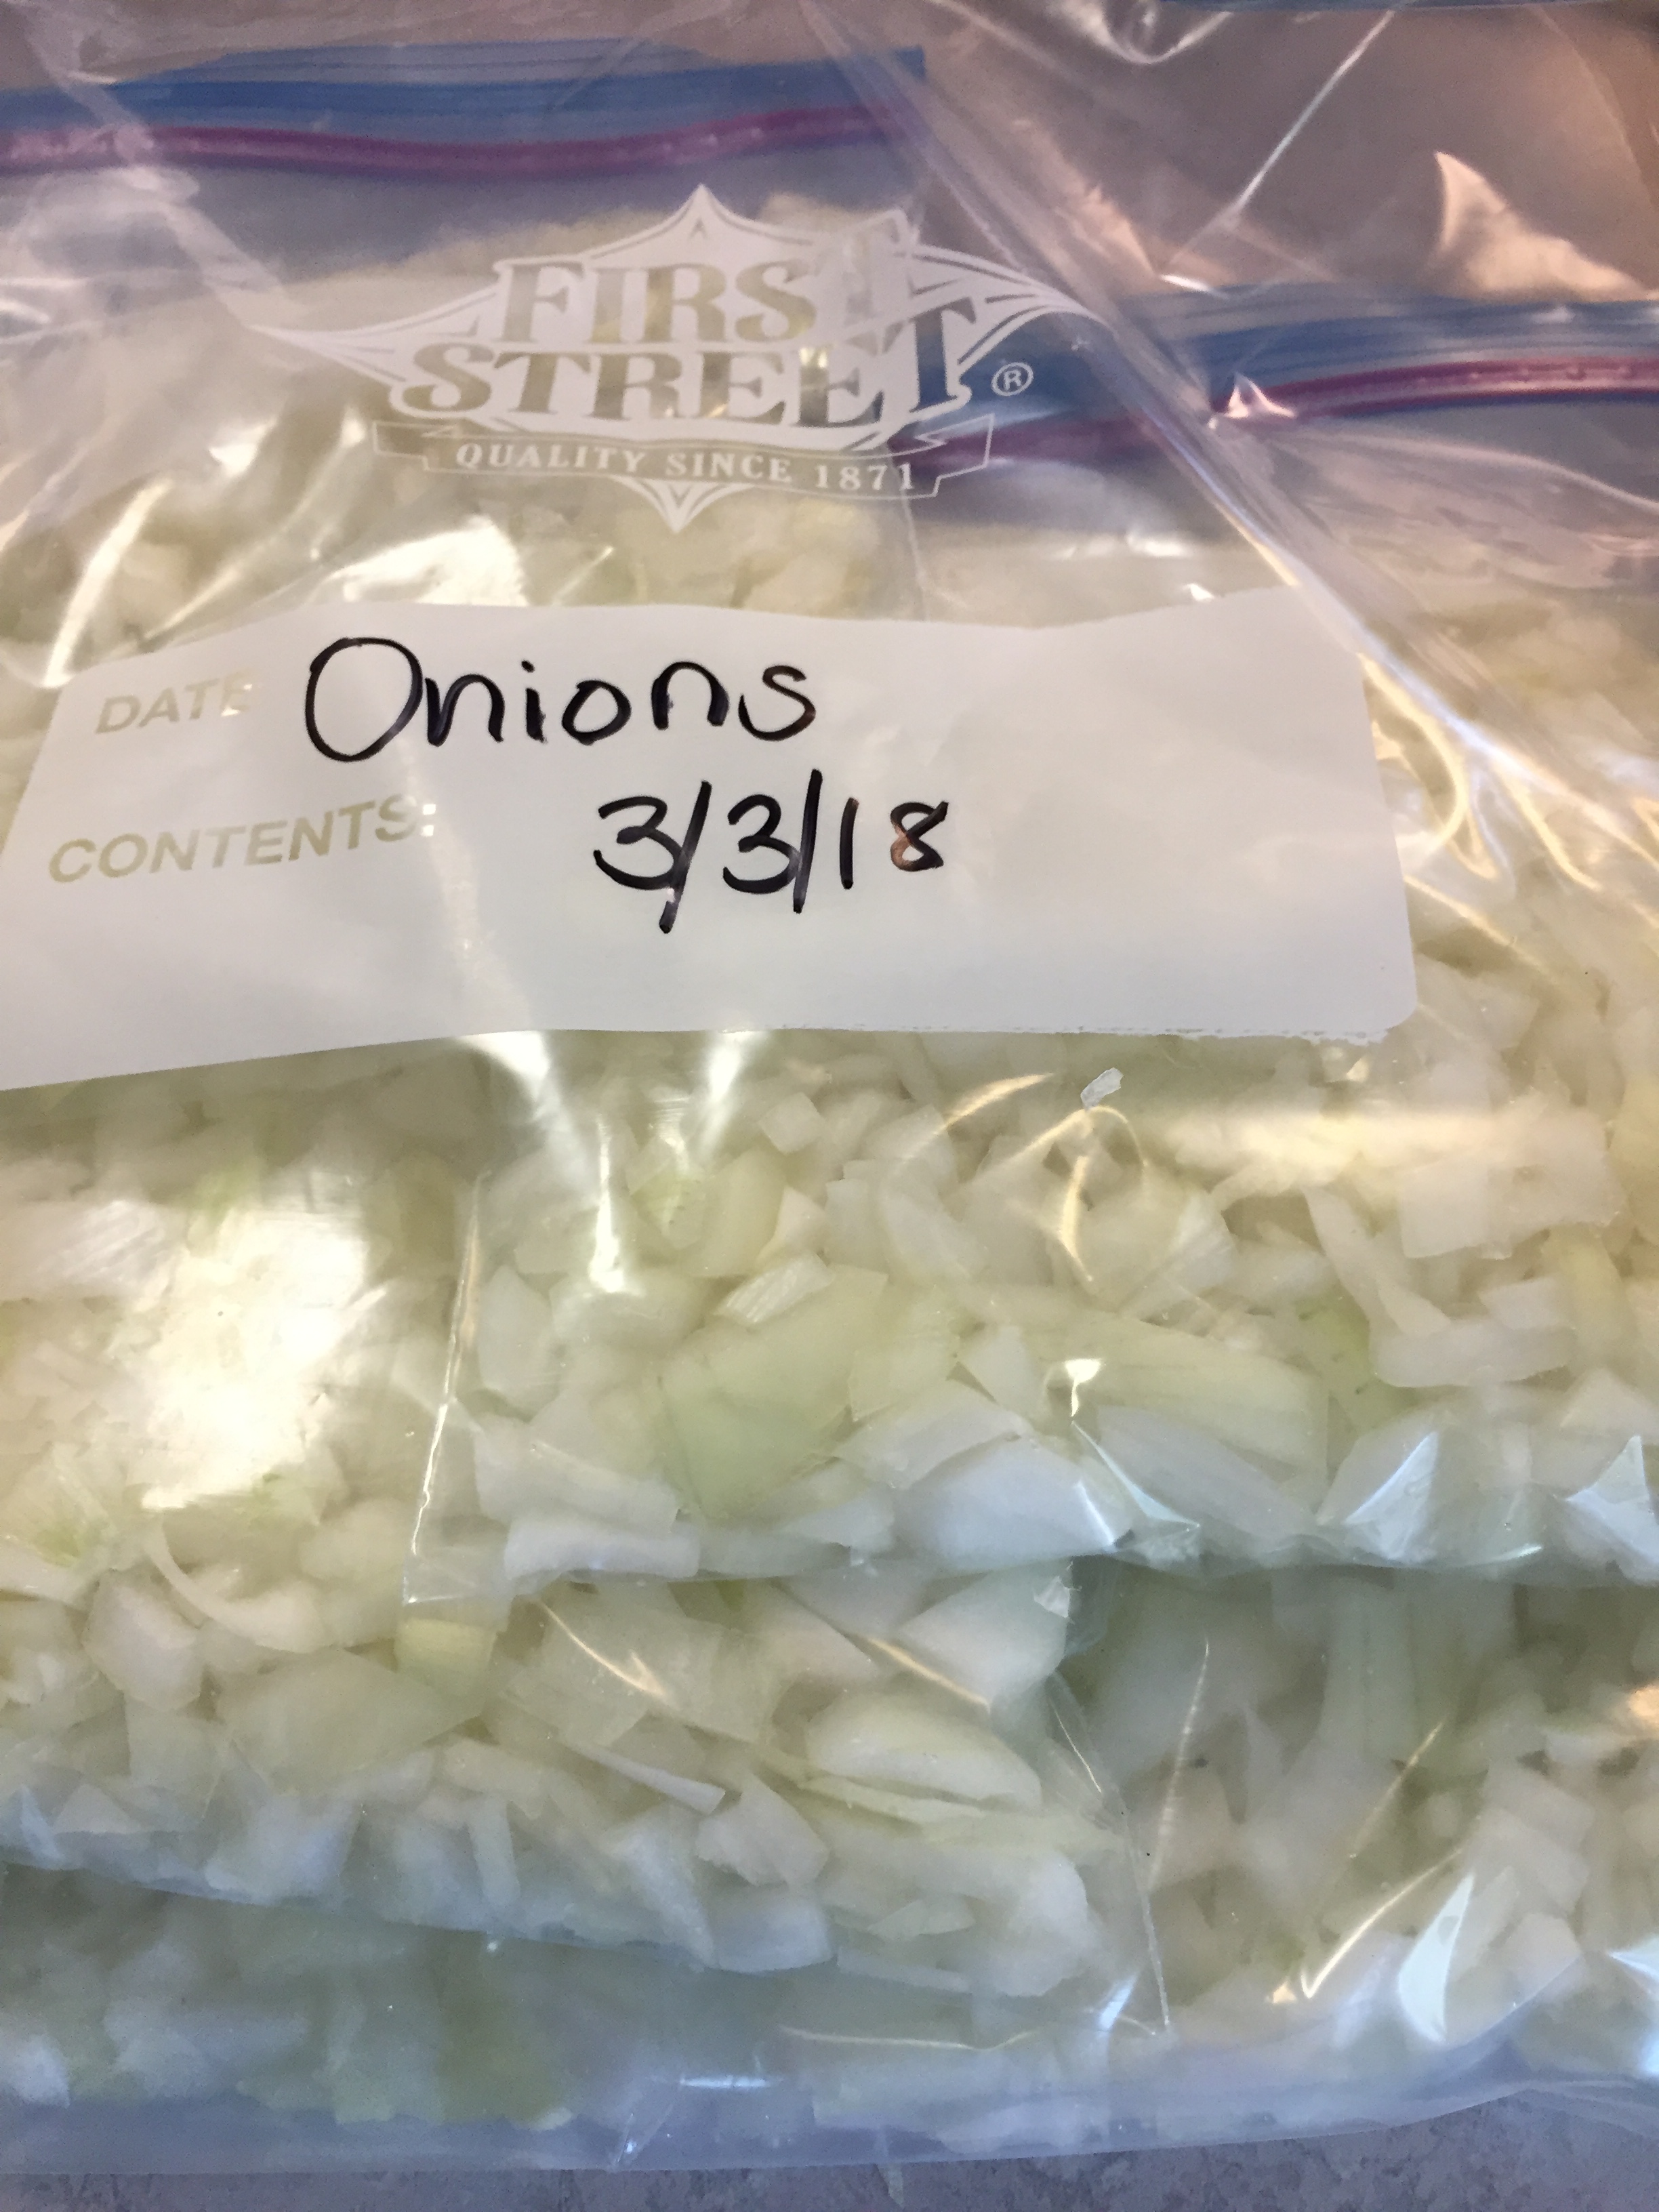 FIRST
STREET®
QUALITY SINCE 1871
DATE Onions
CONTENTS: 3/3/18